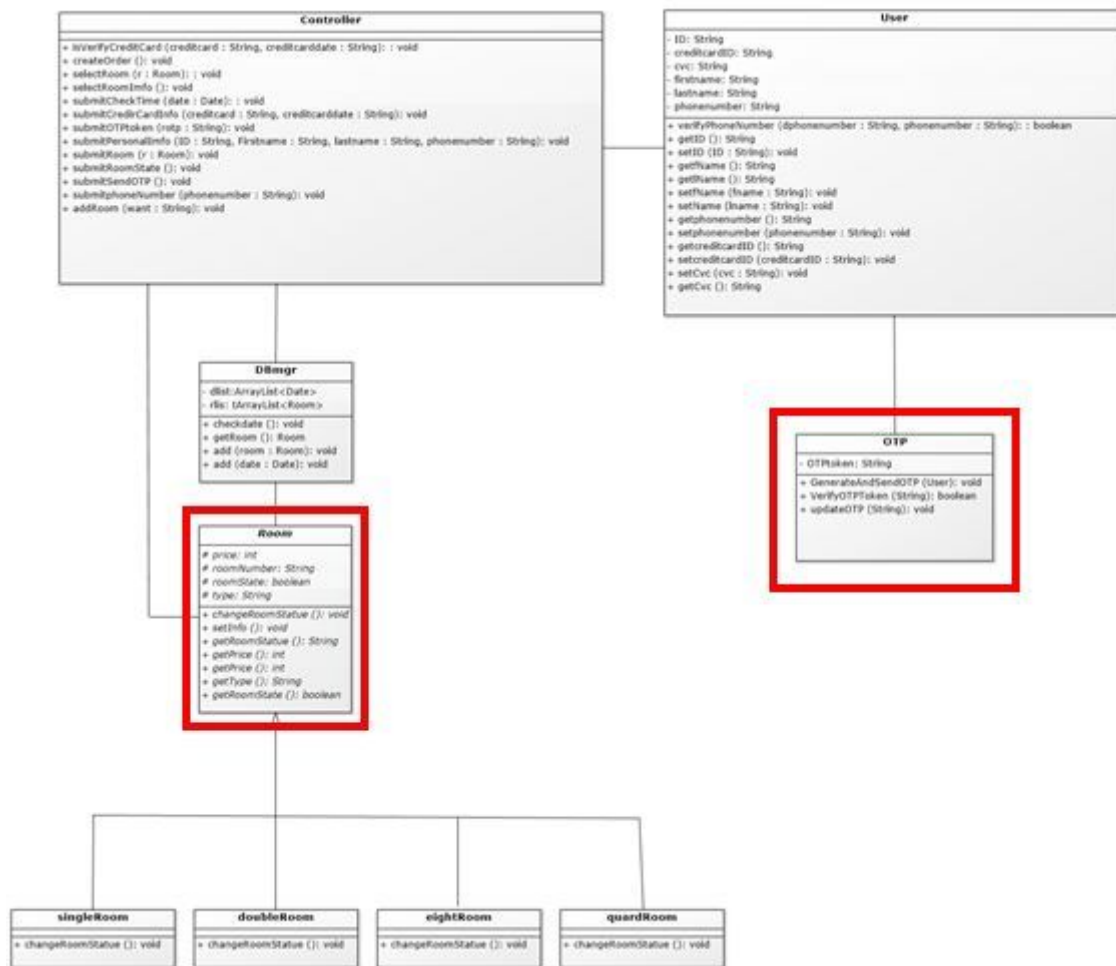 Controller
+ isVerifyCreditCard (creditcard : String, creditcarddate : String): : void
+ createOrder (): void
+ selectRoom (r : Room): : void
+ selectRoomImfo (): void
+ submitCheckTime (date : Date): : void
+ submitCredirCardInfo (creditcard : String, creditcarddate : String): void
+ submitOTPtoken (rotp : String): void
+ submitPersonalImfo (ID : String, Firstname : String, lastname : String, phonenumber : String): void
+ submitRoom (r : Room): void
+ submitRoomState (): void
+ submitSendOTP (): void
+ submitphoneNumber (phonenumber : String): void
+ addRoom (want : String): void
User
- ID: String
- creditcardID: String
- cvc: String
- firstname: String
- lastname: String
- phonenumber: String
+ verifyPhoneNumber (dphonenumber : String, phonenumber : String): : boolean
+ getID (): String
+ setID (ID : String): void
+ getfName (): String
+ getlName (): String
+ setfName (fname : String): void
+ setName (lname : String): void
+ getphonenumber (): String
+ setphonenumber (phonenumber : String): void
+ getcreditcardID (): String
+ setcreditcardID (creditcardID : String): void
+ setCvc (cvc : String): void
+ getCvc (): String
DBmgr
- dlist:ArrayList<Date>
- rlis: tArrayList<Room>
+ checkdate (): void
+ getRoom (): Room
+ add (room : Room): void
+ add (date : Date): void
OTP
- OTPtoken: String
+ GenerateAndSendOTP (User): void
+ VerifyOTPToken (String): boolean
+ updateOTP (String): void
Room
# price: int
# roomNumber: String
# roomState: boolean
# type: String
+ changeRoomStatue (): void
+ setInfo (): void
+ getRoomStatue (): String
+ getPrice (): int
+ getPrice (): int
+ getType (): String
+ getRoomState (): boolean
singleRoom
+ changeRoomStatue (): void
doubleRoom
+ changeRoomStatue (): void
eightRoom
+ changeRoomStatue (): void
quardRoom
+ changeRoomStatue (): void